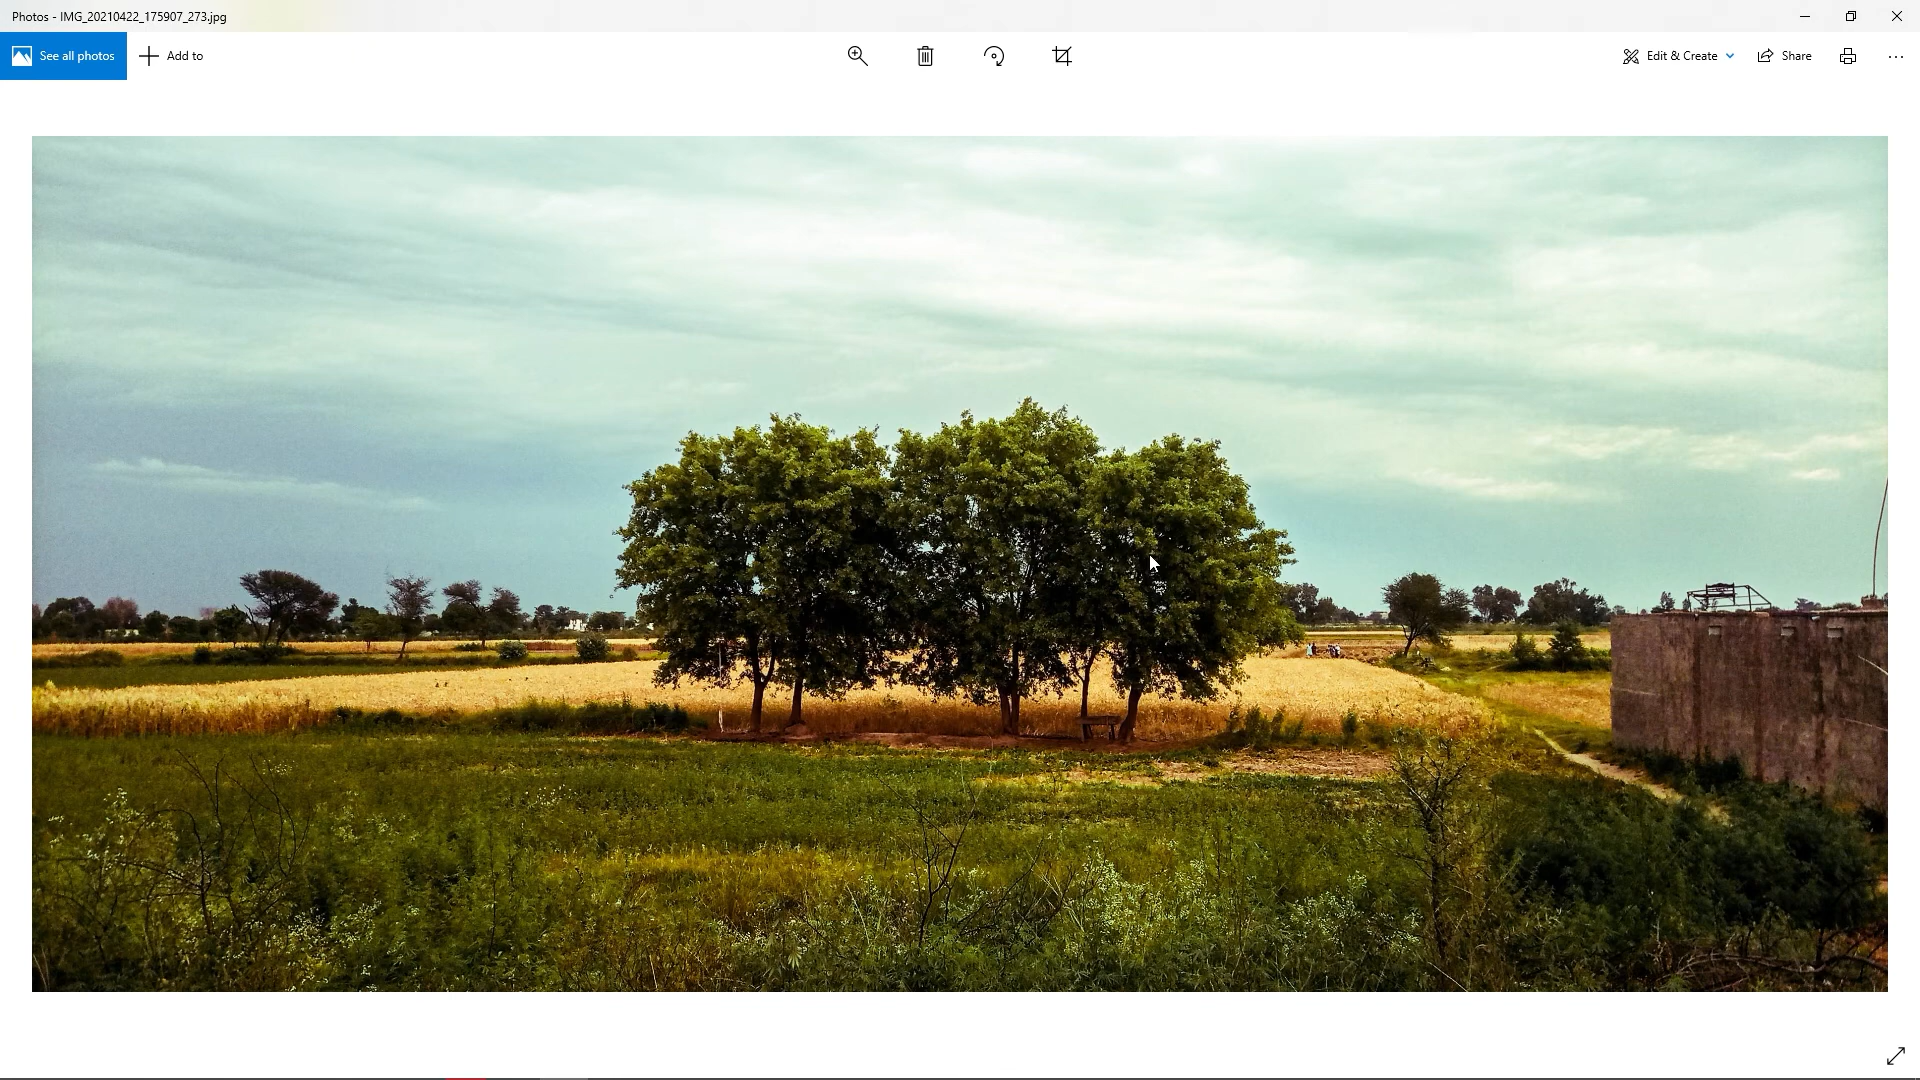 Photos - IMG_20210422_175907_273.jpg
See all photos
Add to
Edit & Create
Share